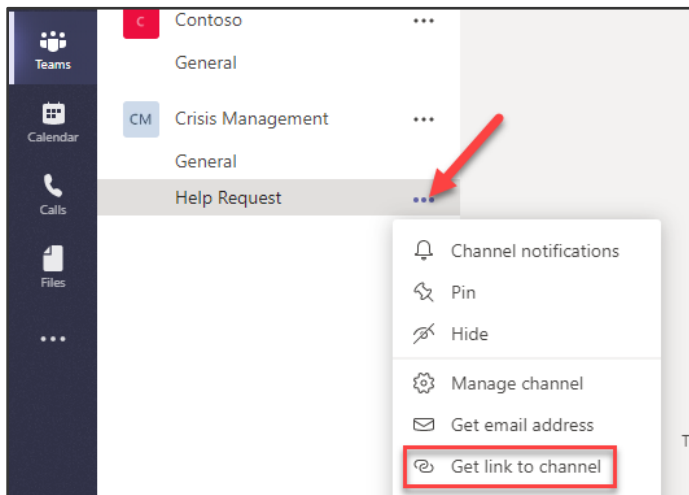 Teams
Calendar
Calls
Files
C
Contoso
General
CM
Crisis Management
General
Help Request
Channel notifications
Pin
Hide
Manage channel
Get email address
Get link to channel
T